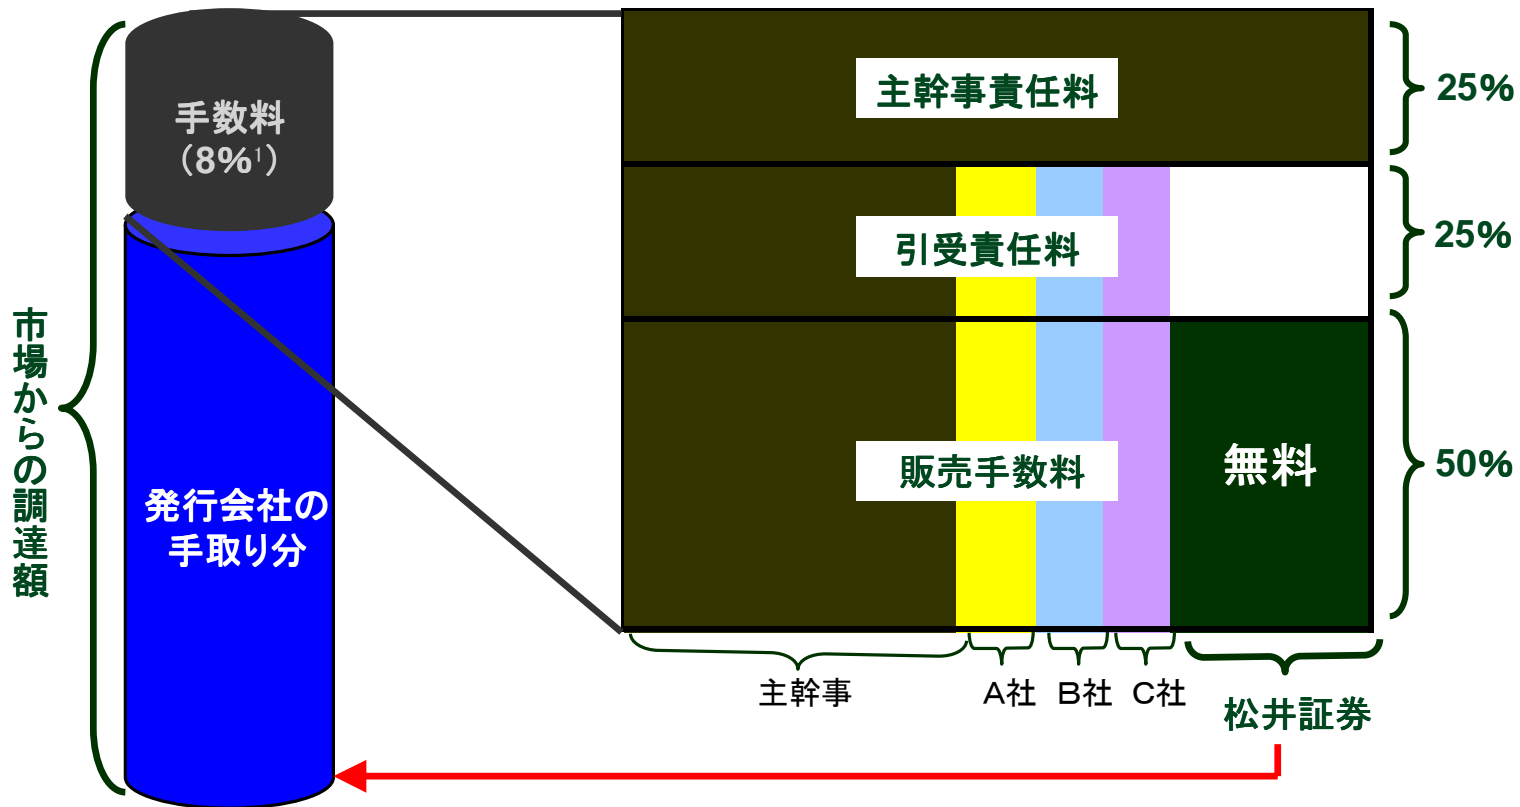 手数料
（8%¹）
市場からの調達額
発行会社の
手取り分
主幹事責任料
25%
引受責任料
25%
販売手数料
無料
50%
主幹事
A社
B社
C社
松井証券